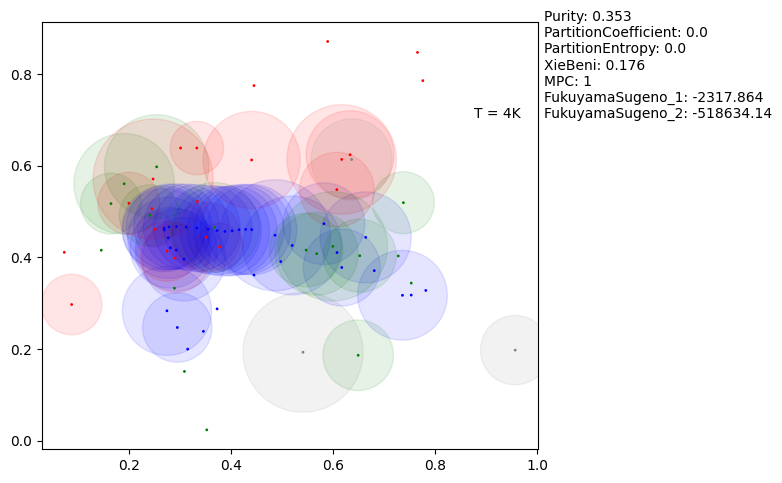 Purity: 0.353
PartitionCoefficient: 0.0
PartitionEntropy: 0.0
XieBeni: 0.176
MPC: 1
FukuyamaSugeno_1: -2317.864
FukuyamaSugeno_2: -518634.14
T = 4K
0.8
0.6
0.4
0.2
0.0
0.2 0.4 0.6 0.8 1.0